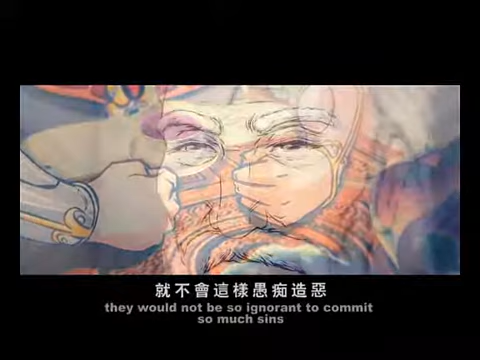 就不會這樣愚痴造惡
they would not be so ignorant to commit
so much sins